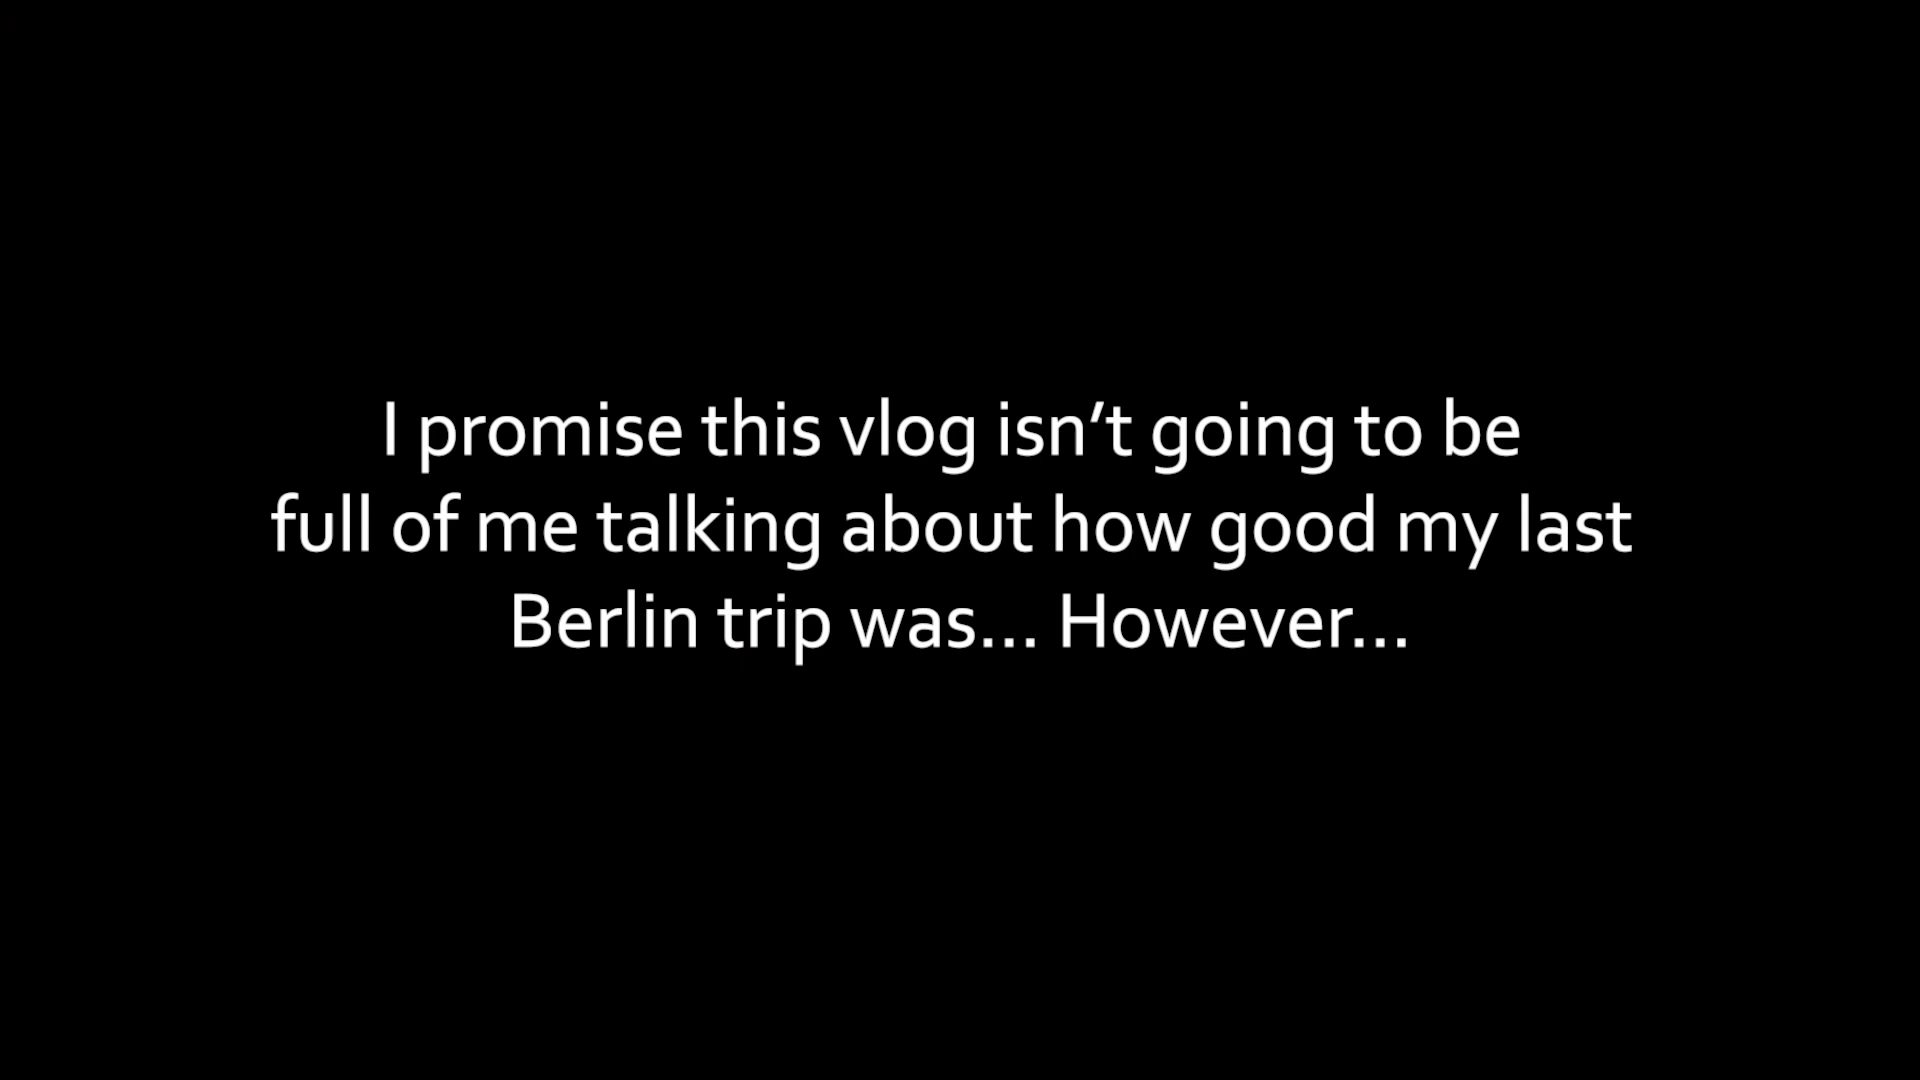 I promise this vlog isn’t going to be
full of me talking about how good my last
Berlin trip was... However...